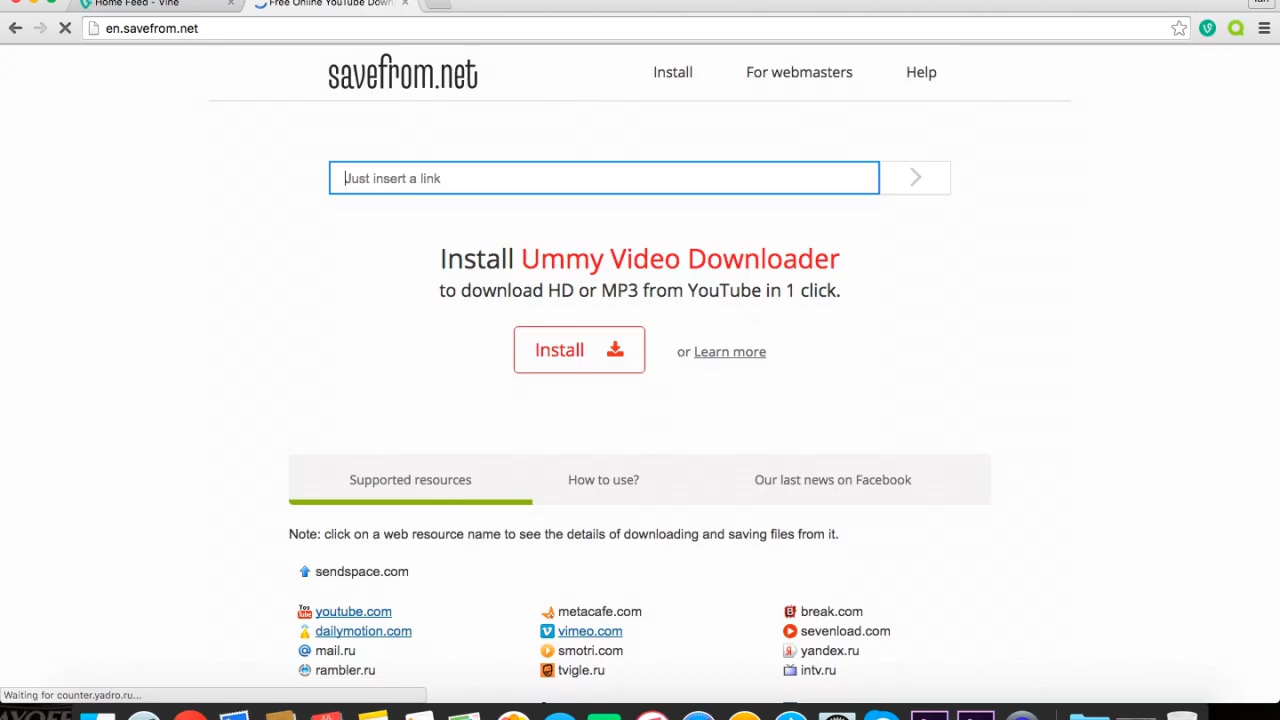 Home Feed - Vine
Free Online YouTube Down
en.savefrom.net
savefrom.net
Install
For webmasters
Help
Just insert a link
Install Ummy Video Downloader
to download HD or MP3 from YouTube in 1 click.
Install
or Learn more
Supported resources
How to use?
Our last news on Facebook
Note: click on a web resource name to see the details of downloading and saving files from it.
sendspace.com
youtube.com
metacafe.com
break.com
dailymotion.com
vimeo.com
sevenload.com
mail.ru
smotri.com
yandex.ru
rambler.ru
tvigle.ru
intv.ru
Waiting for counter.yadro.ru...